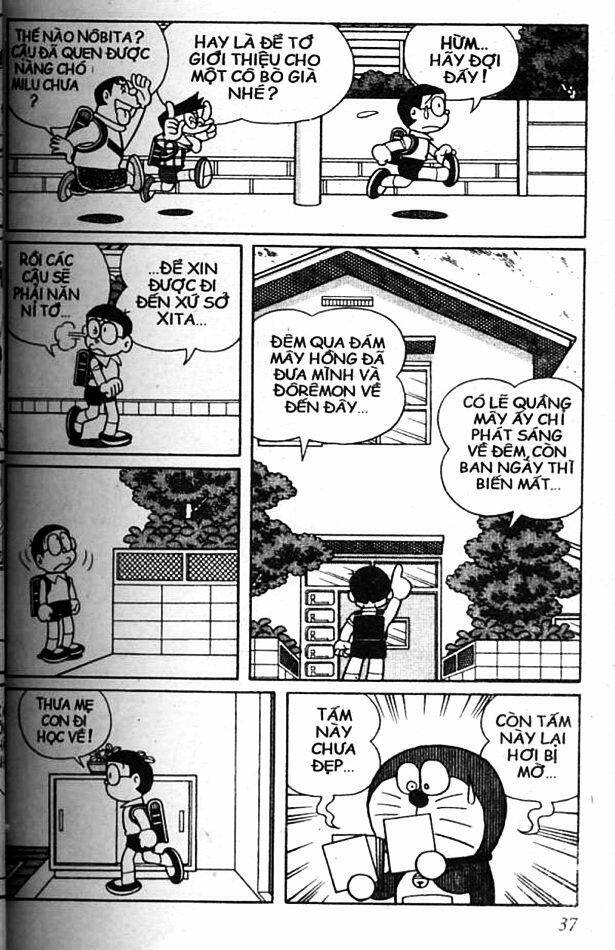 THẾ NÀO NÔBITA?
CẬU ĐÃ QUEN ĐƯỢC
NÀNG CHÓ
MILU CHƯA
?
HAY LÀ ĐỂ TỚ
GIỚI THIỆU CHO
MỘT CÔ BÒ GIÀ
NHÉ?
HỪM...
HÃY ĐỢI
ĐẤY!
RỒI CÁC
CẬU SẼ
PHẢI NĂN
NỈ TỚ...
...ĐỂ XIN
ĐƯỢC ĐI
ĐẾN XỨ SỞ
XITA...
ĐÊM QUA ĐÁM
MÂY HỒNG ĐÃ
ĐƯA MÌNH VÀ
ĐÔRÊMON VỀ
ĐẾN ĐÂY...
CÓ LẼ QUẦNG
MÂY ẤY CHỈ
PHÁT SÁNG
VỀ ĐÊM, CÒN
BAN NGÀY THÌ
BIẾN MẤT...
THƯA MẸ
CON ĐI
HỌC VỀ!
TẤM
NÀY
CHƯA
ĐẸP...
CÒN TẤM
NÀY LẠI
HƠI BỊ
MỜ...
37